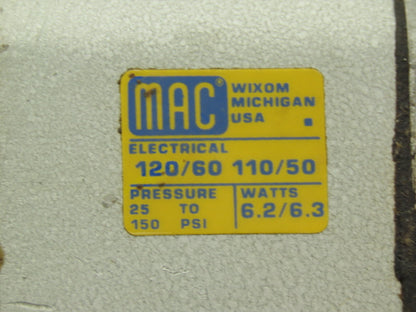 MAC®
WIXOM
MICHIGAN
USA
ELECTRICAL
120/60 110/50
PRESSURE
25 TO
150 PSI
WATTS
6.2/6.3